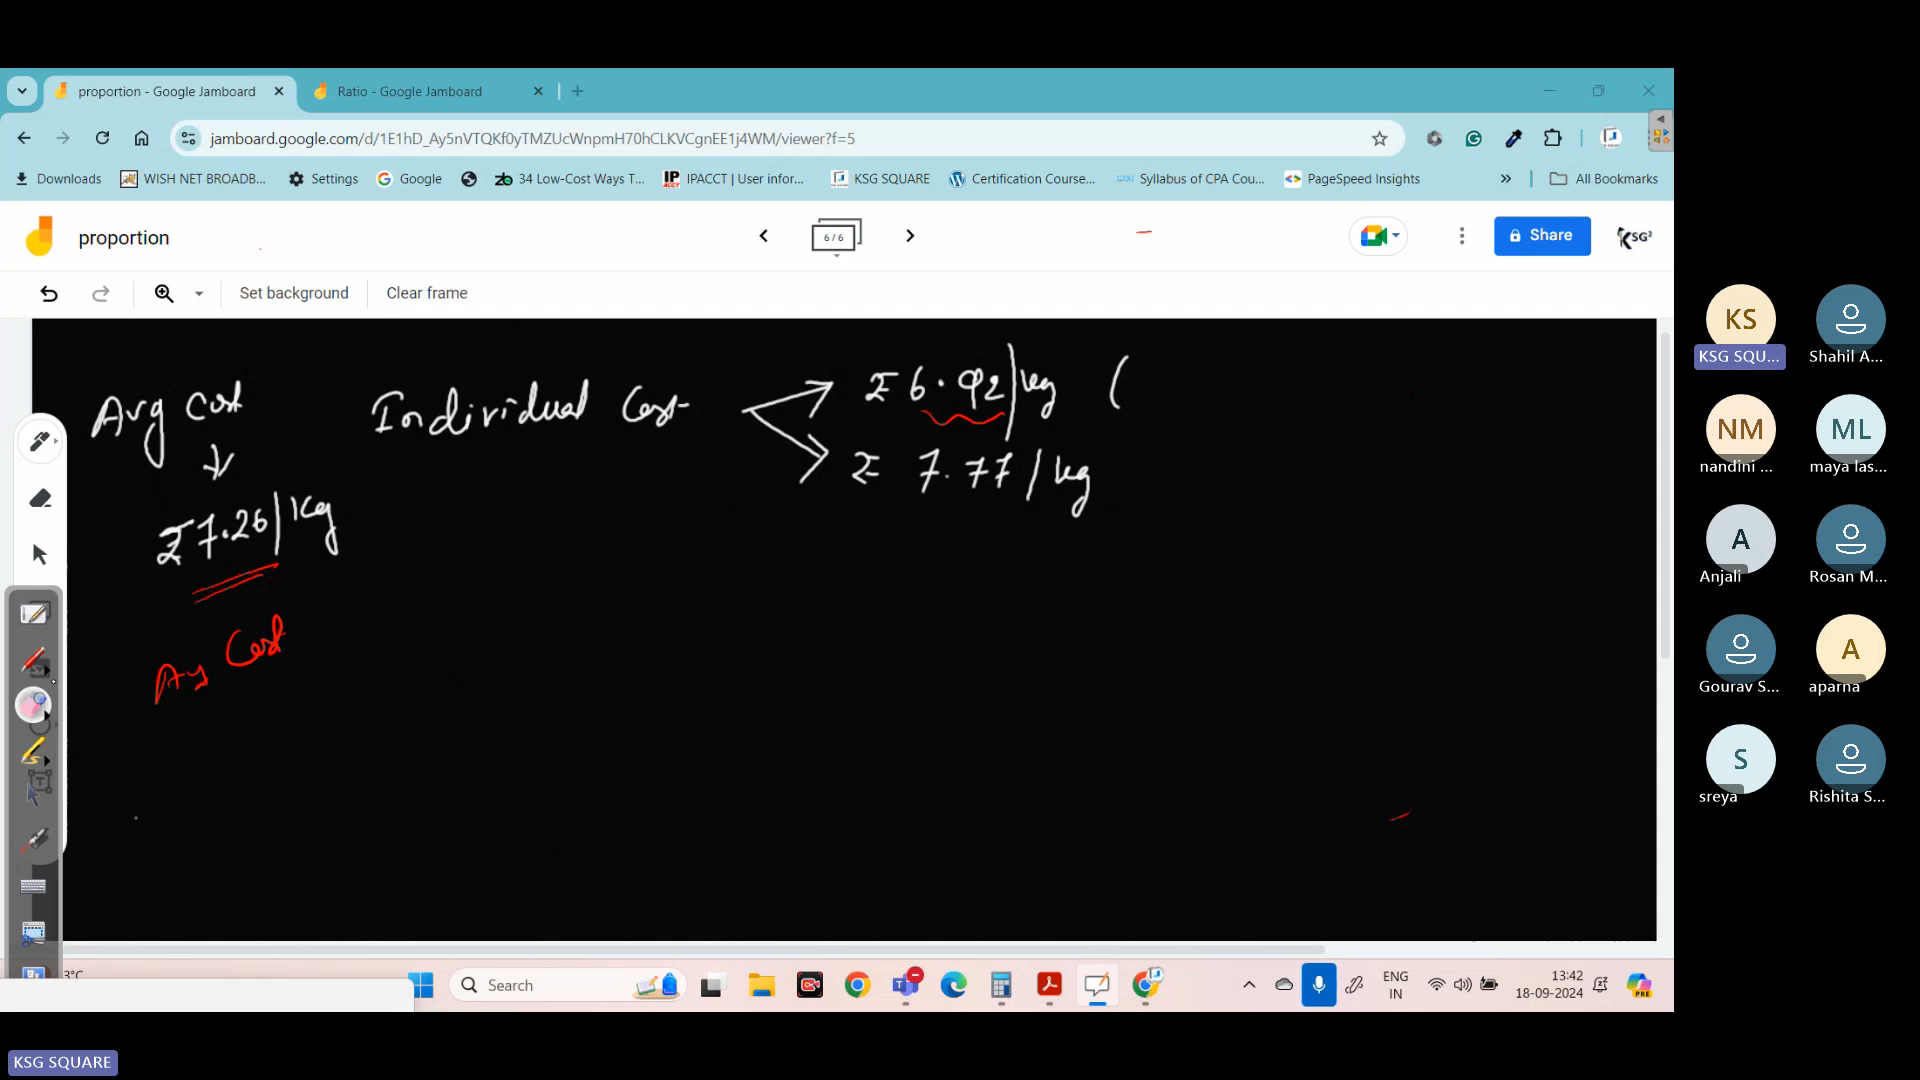 proportion - Google Jamboard
Ratio - Google Jamboard
jamboard.google.com/d/1E1hD_Ay5nVTQKf0yTMZUcWnpmH70hCLKVCgnEE1j4WM/viewer?f=5
Downloads
WISH NET BROADB...
Settings
Google
34 Low-Cost Ways T...
IPACCT | User infor...
KSG SQUARE
Certification Course...
Syllabus of CPA Cou...
PageSpeed Insights
»
All Bookmarks
proportion
6 / 6
Share
KSG²
Set background
Clear frame
Avg Cost
Individual Cost
₹ 6.92/kg (
₹ 7.77/kg
₹7.26/Kg
Avg Cost
KS
KSG SQU...
Shahil A...
NM
nandini ...
ML
maya las...
A
Anjali
Rosan M...
Gourav S...
A
aparna
S
sreya
Rishita S...
3°C
Search
ENG
IN
13:42
18-09-2024
PRE
KSG SQUARE